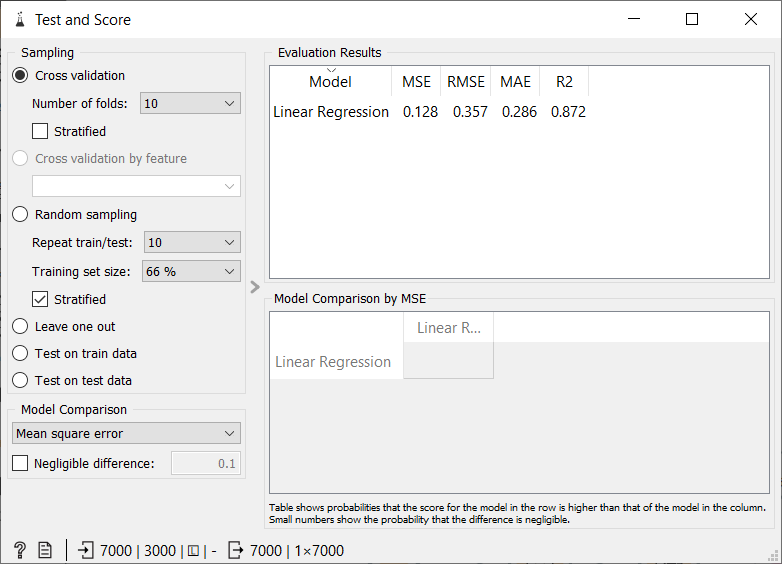 Test and Score
Sampling
Cross validation
Number of folds: 10
Stratified
Cross validation by feature
Random sampling
Repeat train/test: 10
Training set size: 66 %
Stratified
Leave one out
Test on train data
Test on test data
Model Comparison
Mean square error
Negligible difference: 0.1
Evaluation Results
Model MSE RMSE MAE R2
Linear Regression 0.128 0.357 0.286 0.872
Model Comparison by MSE
Linear R...
Linear Regression
Table shows probabilities that the score for the model in the row is higher than that of the model in the column.
Small numbers show the probability that the difference is negligible.
? 7000 | 3000 | | - 7000 | 1×7000